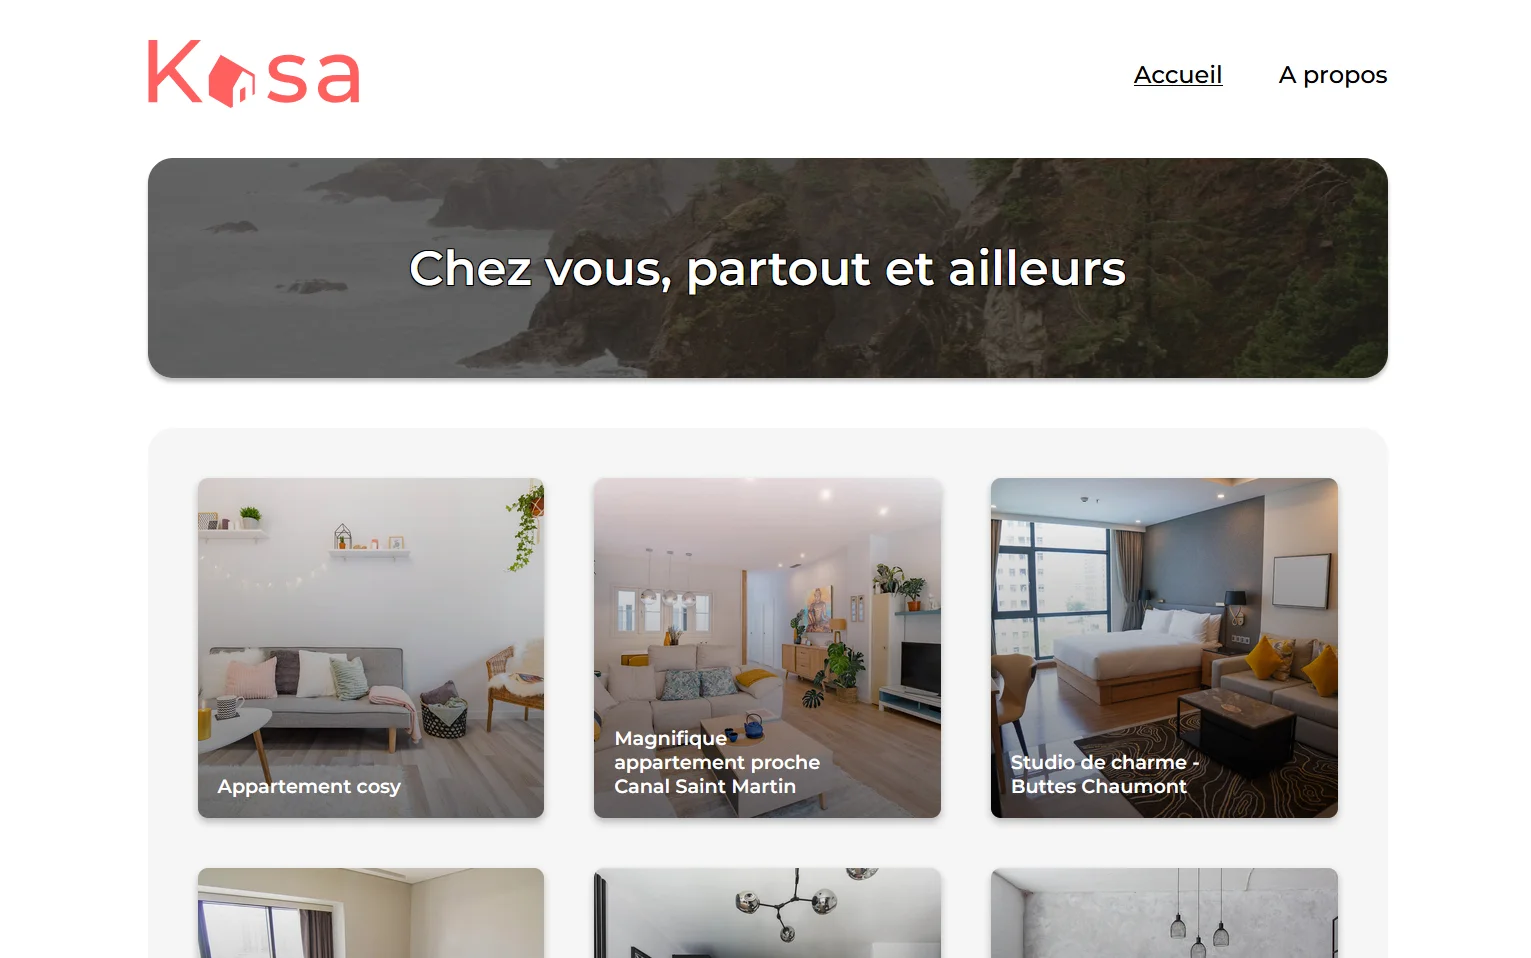 Kasa
Accueil
A propos
Chez vous, partout et ailleurs
Appartement cosy
Magnifique
appartement proche
Canal Saint Martin
Studio de charme -
Buttes Chaumont